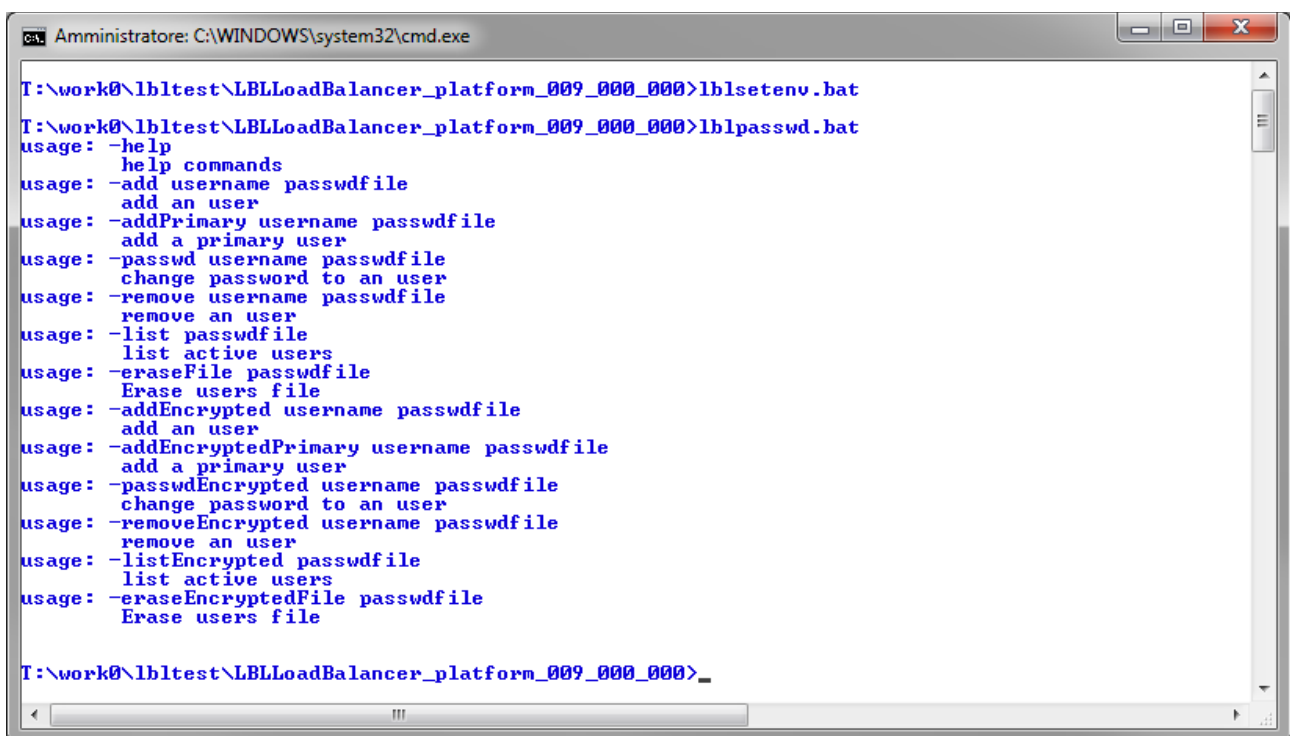 Amministratore: C:\WINDOWS\system32\cmd.exe
T:\work0\lbltest\LBLLoadBalancer_platform_009_000_000>lblsetenv.bat
T:\work0\lbltest\LBLLoadBalancer_platform_009_000_000>lblpasswd.bat
usage: -help
help commands
usage: -add username passwdfile
add an user
usage: -addPrimary username passwdfile
add a primary user
usage: -passwd username passwdfile
change password to an user
usage: -remove username passwdfile
remove an user
usage: -list passwdfile
list active users
usage: -eraseFile passwdfile
Erase users file
usage: -addEncrypted username passwdfile
add an user
usage: -addEncryptedPrimary username passwdfile
add a primary user
usage: -passwdEncrypted username passwdfile
change password to an user
usage: -removeEncrypted username passwdfile
remove an user
usage: -listEncrypted passwdfile
list active users
usage: -eraseEncryptedFile passwdfile
Erase users file
T:\work0\lbltest\LBLLoadBalancer_platform_009_000_000>_